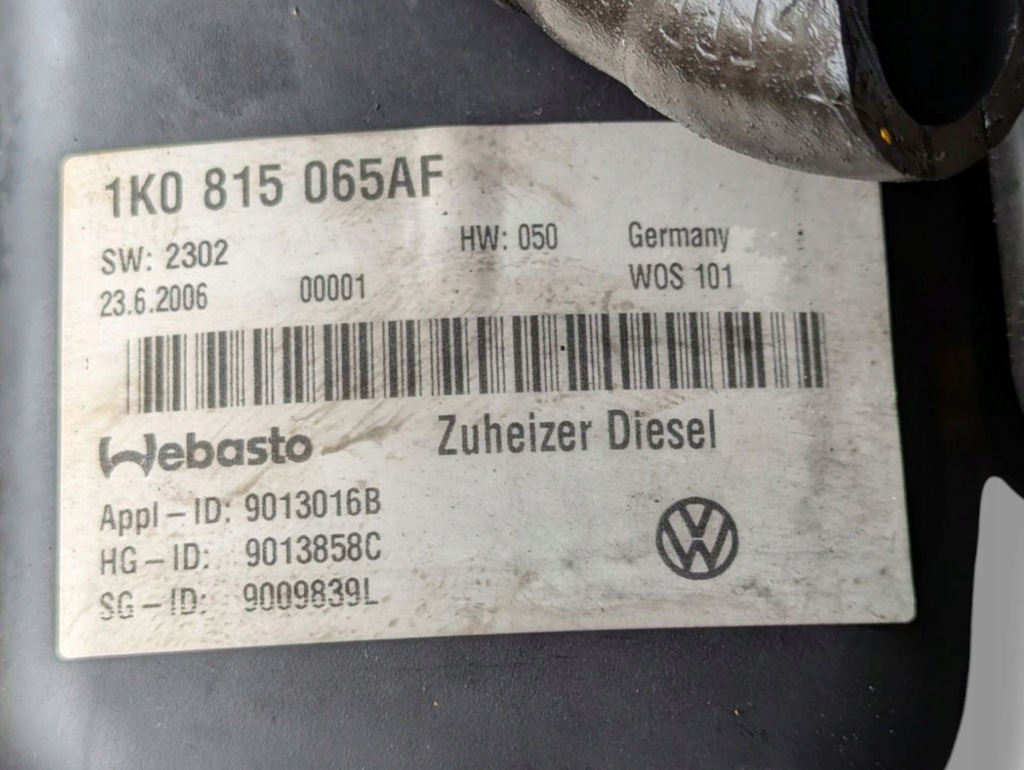 1K0 815 065AF
SW: 2302 HW: 050 Germany
23.6.2006 00001 WOS 101
Webasto Zuheizer Diesel
Appl-ID: 9013016B
HG-ID: 9013858C
SG-ID: 9009839L